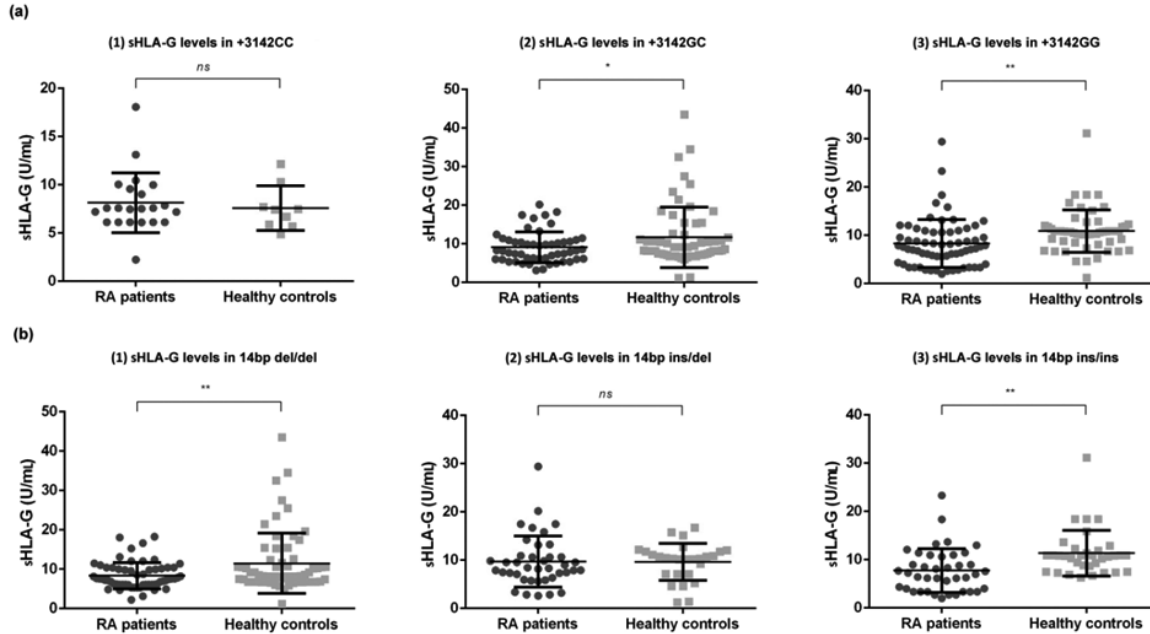 (a)
(1) sHLA-G levels in +3142CC
ns
sHLA-G (U/mL)
20
15
10
5
0
RA patients
Healthy controls
(2) sHLA-G levels in +3142GC
*
sHLA-G (U/mL)
50
40
30
20
10
0
RA patients
Healthy controls
(3) sHLA-G levels in +3142GG
**
sHLA-G (U/mL)
40
30
20
10
0
RA patients
Healthy controls
(b)
(1) sHLA-G levels in 14bp del/del
**
sHLA-G (U/mL)
50
40
30
20
10
0
RA patients
Healthy controls
(2) sHLA-G levels in 14bp ins/del
ns
sHLA-G (U/mL)
40
30
20
10
0
RA patients
Healthy controls
(3) sHLA-G levels in 14bp ins/ins
**
sHLA-G (U/mL)
40
30
20
10
0
RA patients
Healthy controls